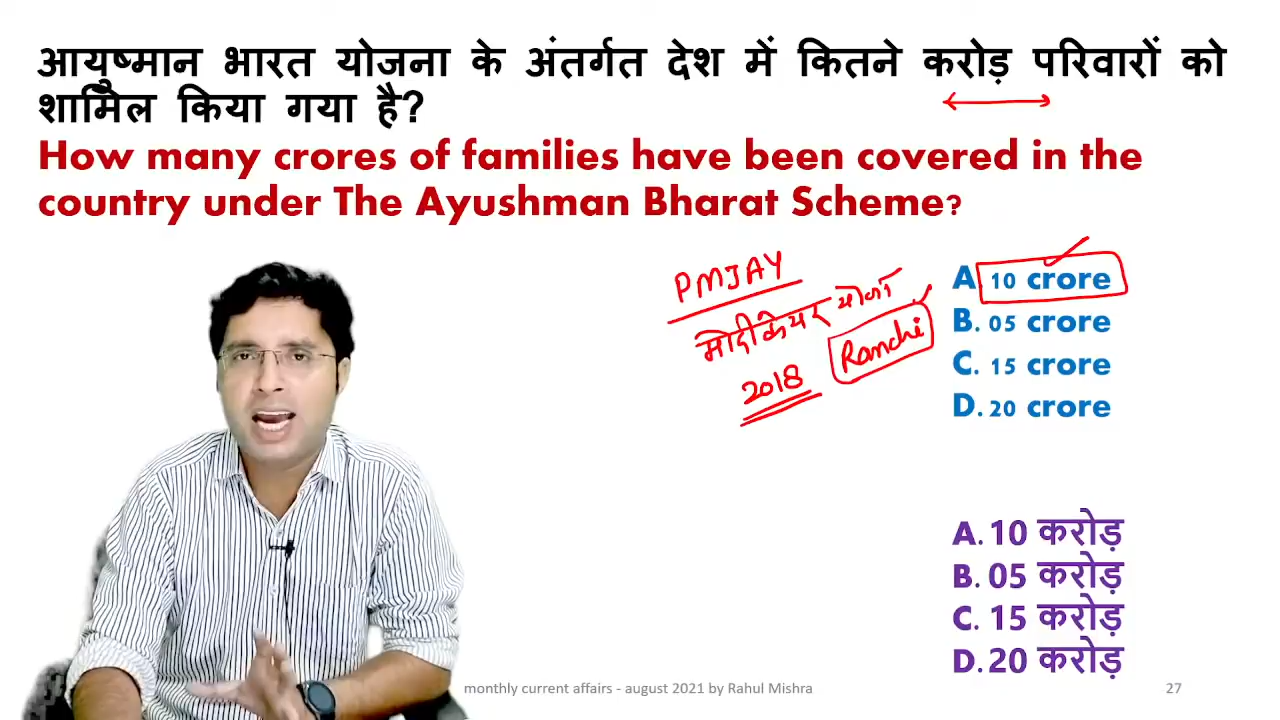 आयुष्मान भारत योजना के अंतर्गत देश में कितने करोड़ परिवारों को
शामिल किया गया है?
How many crores of families have been covered in the
country under The Ayushman Bharat Scheme?
PMJAY
मोदीकेयर योजना
2018
Ranchi
A 10 crore
B. 05 crore
C. 15 crore
D. 20 crore
A. 10 करोड़
B. 05 करोड़
C. 15 करोड़
D. 20 करोड़
monthly current affairs - august 2021 by Rahul Mishra
27